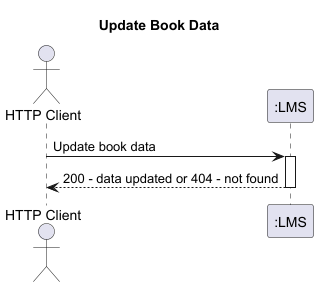 Update Book Data
HTTP Client
:LMS
Update book data
200 - data updated or 404 - not found
HTTP Client
:LMS